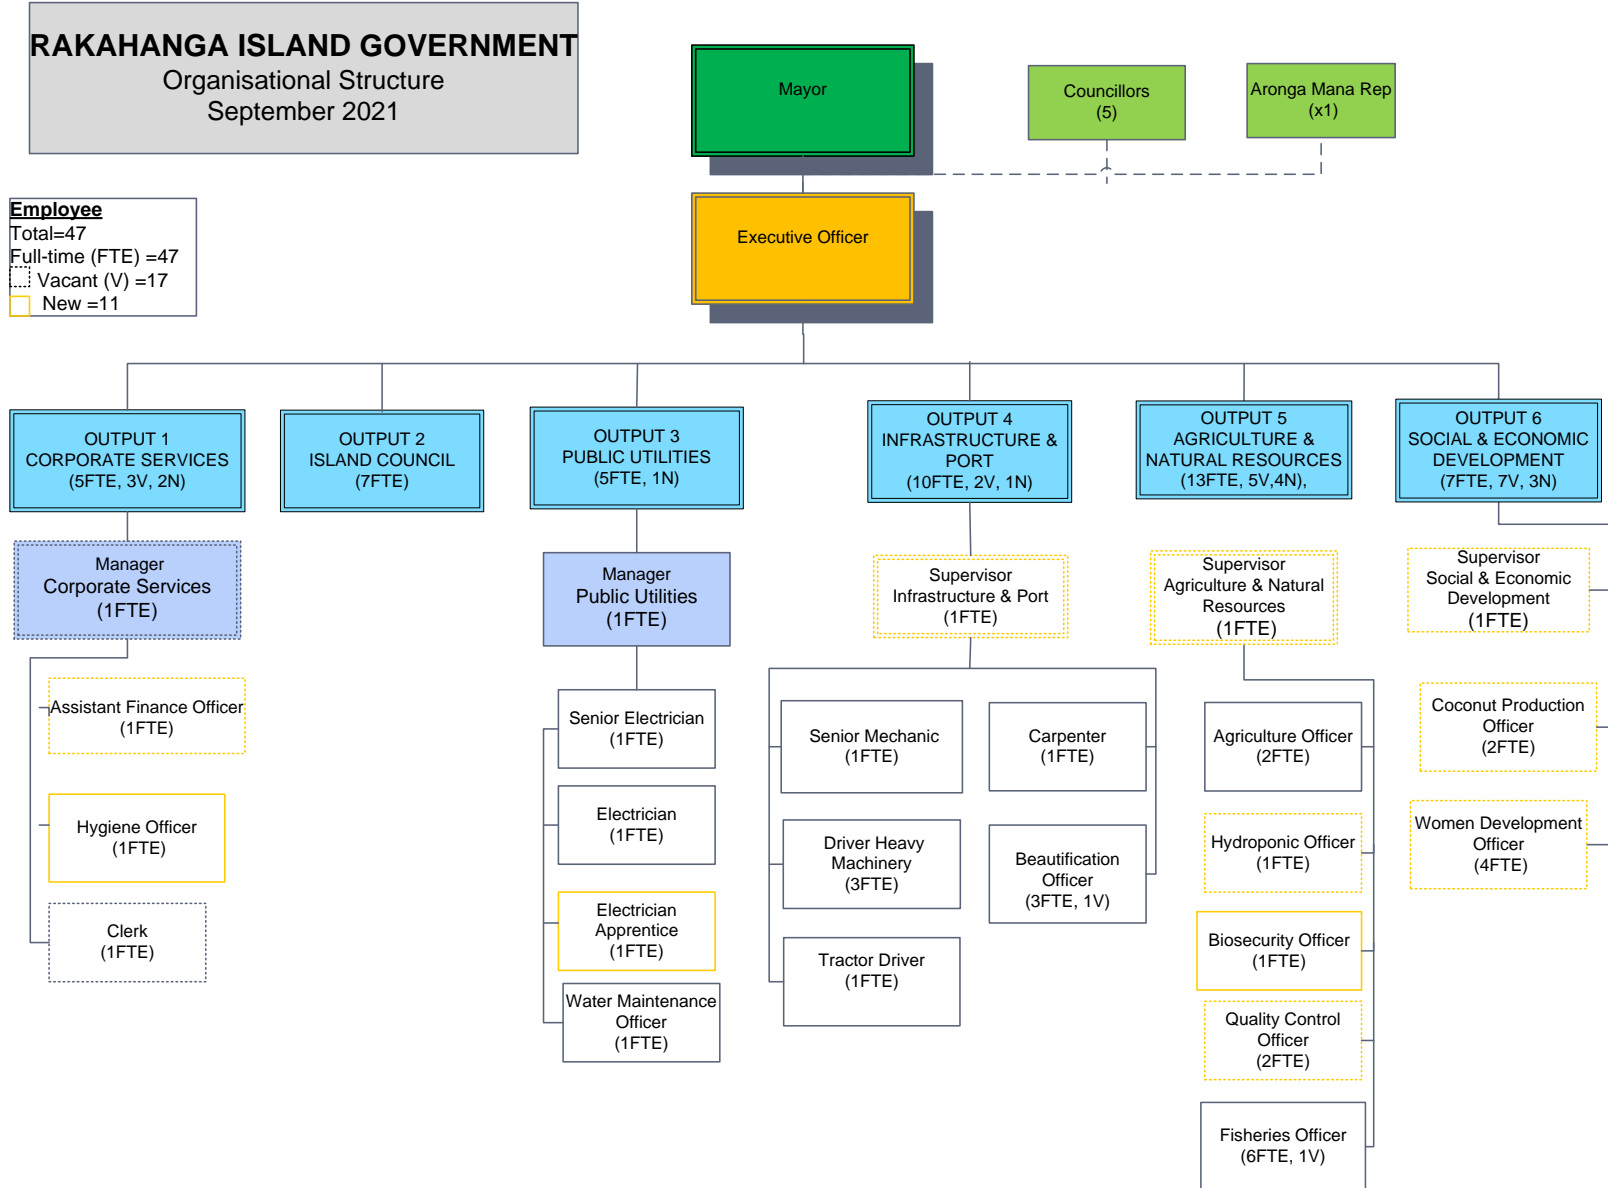 RAKAHANGA ISLAND GOVERNMENT
Organisational Structure
September 2021
Mayor
Councillors
(5)
Aronga Mana Rep
(x1)
Employee
Total=47
Full-time (FTE) =47
Vacant (V) =17
New =11
Executive Officer
OUTPUT 1
CORPORATE SERVICES
(5FTE, 3V, 2N)
OUTPUT 2
ISLAND COUNCIL
(7FTE)
OUTPUT 3
PUBLIC UTILITIES
(5FTE, 1N)
OUTPUT 4
INFRASTRUCTURE &
PORT
(10FTE, 2V, 1N)
OUTPUT 5
AGRICULTURE &
NATURAL RESOURCES
(13FTE, 5V,4N),
OUTPUT 6
SOCIAL & ECONOMIC
DEVELOPMENT
(7FTE, 7V, 3N)
Manager
Corporate Services
(1FTE)
Assistant Finance Officer
(1FTE)
Hygiene Officer
(1FTE)
Clerk
(1FTE)
Manager
Public Utilities
(1FTE)
Senior Electrician
(1FTE)
Electrician
(1FTE)
Electrician
Apprentice
(1FTE)
Water Maintenance
Officer
(1FTE)
Supervisor
Infrastructure & Port
(1FTE)
Senior Mechanic
(1FTE)
Driver Heavy
Machinery
(3FTE)
Tractor Driver
(1FTE)
Carpenter
(1FTE)
Beautification
Officer
(3FTE, 1V)
Supervisor
Agriculture & Natural
Resources
(1FTE)
Agriculture Officer
(2FTE)
Hydroponic Officer
(1FTE)
Biosecurity Officer
(1FTE)
Quality Control
Officer
(2FTE)
Fisheries Officer
(6FTE, 1V)
Supervisor
Social & Economic
Development
(1FTE)
Coconut Production
Officer
(2FTE)
Women Development
Officer
(4FTE)